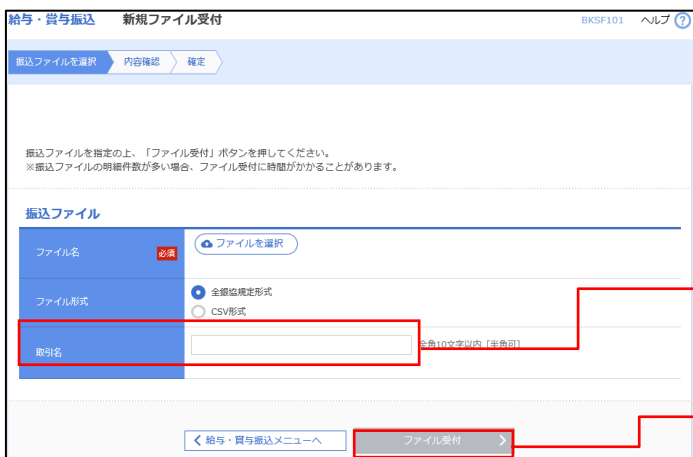 給与・賞与振込 新規ファイル受付 BKSF101 ヘルプ ?
振込ファイルを選択 内容確認 確定
振込ファイルを指定の上、「ファイル受付」ボタンを押してください。
※振込ファイルの明細件数が多い場合、ファイル受付に時間がかかることがあります。
振込ファイル
ファイル名 必須 ファイルを選択
ファイル形式
全銀協規定形式
CSV形式
取引名 全角10文字以内［半角可］
給与・賞与振込メニューへ ファイル受付